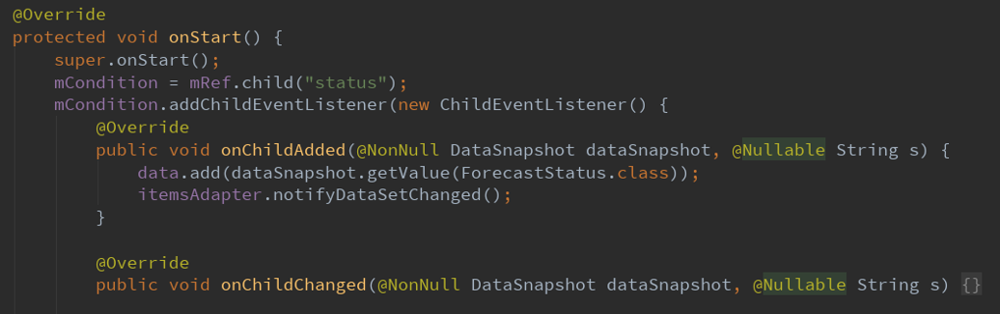 @Override
protected void onStart() {
super.onStart();
mCondition = mRef.child("status");
mCondition.addChildEventListener(new ChildEventListener() {
@Override
public void onChildAdded(@NonNull DataSnapshot dataSnapshot, @Nullable String s) {
data.add(dataSnapshot.getValue(ForecastStatus.class));
itemsAdapter.notifyDataSetChanged();
}
@Override
public void onChildChanged(@NonNull DataSnapshot dataSnapshot, @Nullable String s) {}